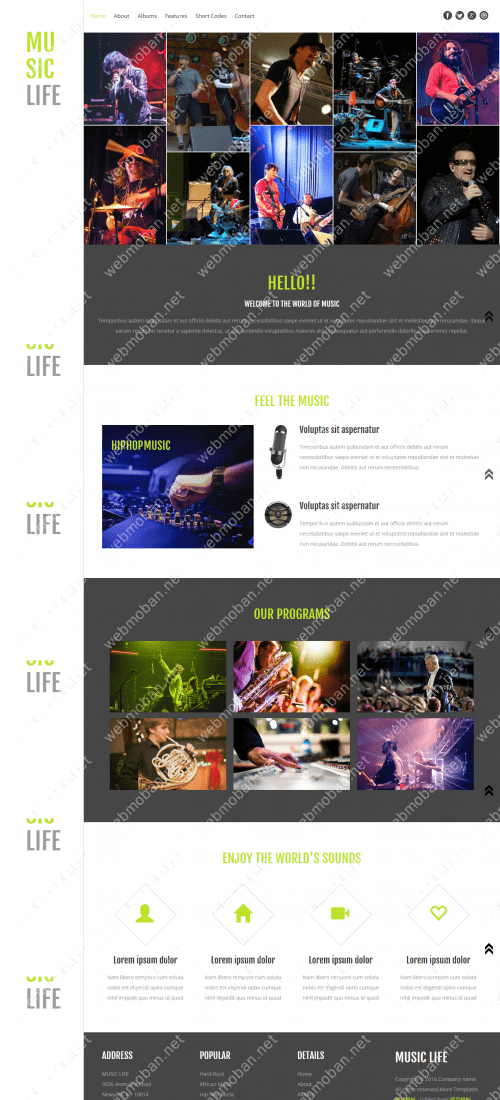 MU
SIC
LIFE
Home About Albums Features Short Codes Contact
HELLO!!
WELCOME TO THE WORLD OF MUSIC
Temporibus autem quibusdam et aut officiis debitis aut rerum necessitatibus saepe eveniet ut et voluptates repudiandae sint et molestiae recusandae. Itaque
earum rerum hic tenetur a sapiente delectus, ut aut reiciendis voluptatibus maiores alias consequatur aut perferendis doloribus asperiores repellat.
LIFE
FEEL THE MUSIC
HIPHOPMUSIC
Voluptas sit aspernatur
Temporibus autem quibusdam et aut officiis debitis aut rerum
necessitatibus saepe eveniet ut et voluptates repudiandae sint et molestiae
non recusandae. Debitis aut rerum necessitatibus.
Voluptas sit aspernatur
Temporibus autem quibusdam et aut officiis debitis aut rerum
necessitatibus saepe eveniet ut et voluptates repudiandae sint et molestiae
non recusandae. Debitis aut rerum necessitatibus.
LIFE
OUR PROGRAMS
LIFE
LIFE
ENJOY THE WORLD'S SOUNDS
Lorem ipsum dolor
Nam libero tempore cum soluta
nobis est eligendi optio cumque
nihil impedit quo minus id quod
Lorem ipsum dolor
Nam libero tempore cum soluta
nobis est eligendi optio cumque
nihil impedit quo minus id quod
Lorem ipsum dolor
Nam libero tempore cum soluta
nobis est eligendi optio cumque
nihil impedit quo minus id quod
Lorem ipsum dolor
Nam libero tempore cum soluta
nobis est eligendi optio cumque
nihil impedit quo minus id quod
LIFE
ADDRESS
MUSIC LIFE
3926 Anmoore Road
New York, NY 10014
POPULAR
Hard Rock
African Music
Hip Hop Music
DETAILS
Home
About
MUSIC LIFE
Copyright © 2016.Company name
All rights reserved.More Templates
webmoban.net